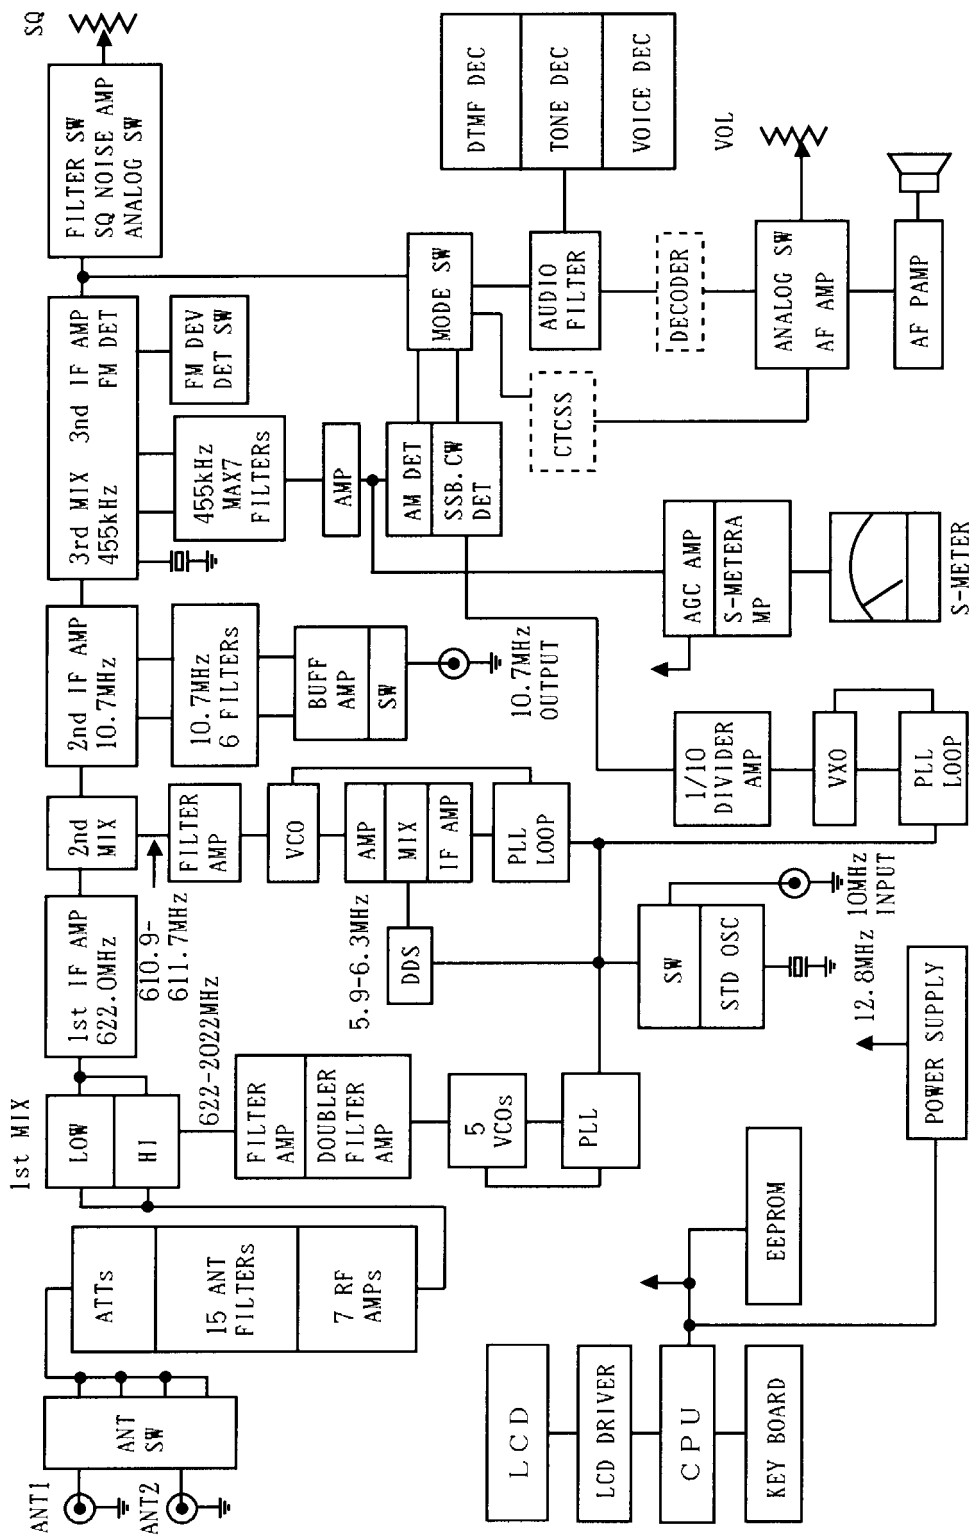 ANT1
ANT2
ANT
SW
ATTs
15 ANT
FILTERs
7 RF
AMPs
1st MIX
LOW
HI
622-2022MHz
FILTER
AMP
DOUBLER
FILTER
AMP
5
VCOs
PLL
1st IF AMP
622.0MHz
610.9-
611.7MHz
2nd
MIX
FILTER
AMP
VCO
AMP
MIX
IF AMP
PLL
LOOP
5.9-6.3MHz
DDS
2nd IF AMP
10.7MHz
10.7MHz
6 FILTERs
BUFF
AMP
SW
10.7MHz
OUTPUT
3rd MIX
455kHz
3nd IF AMP
FM DET
455kHz
MAX7
FILTERs
FM DEV
DET SW
AMP
AM DET
SSB.CW
DET
FILTER SW
SQ NOISE AMP
ANALOG SW
SQ
MODE SW
AUDIO
FILTER
DTMF DEC
TONE DEC
VOICE DEC
CTCSS
DECODER
ANALOG SW
AF AMP
VOL
AF PAMP
AGC AMP
S-METERA
MP
S-METER
1/10
DIVIDER
AMP
VXO
PLL
LOOP
SW
STD OSC
10MHz
INPUT
12.8MHz
POWER SUPPLY
EEPROM
LCD
LCD DRIVER
CPU
KEY BOARD